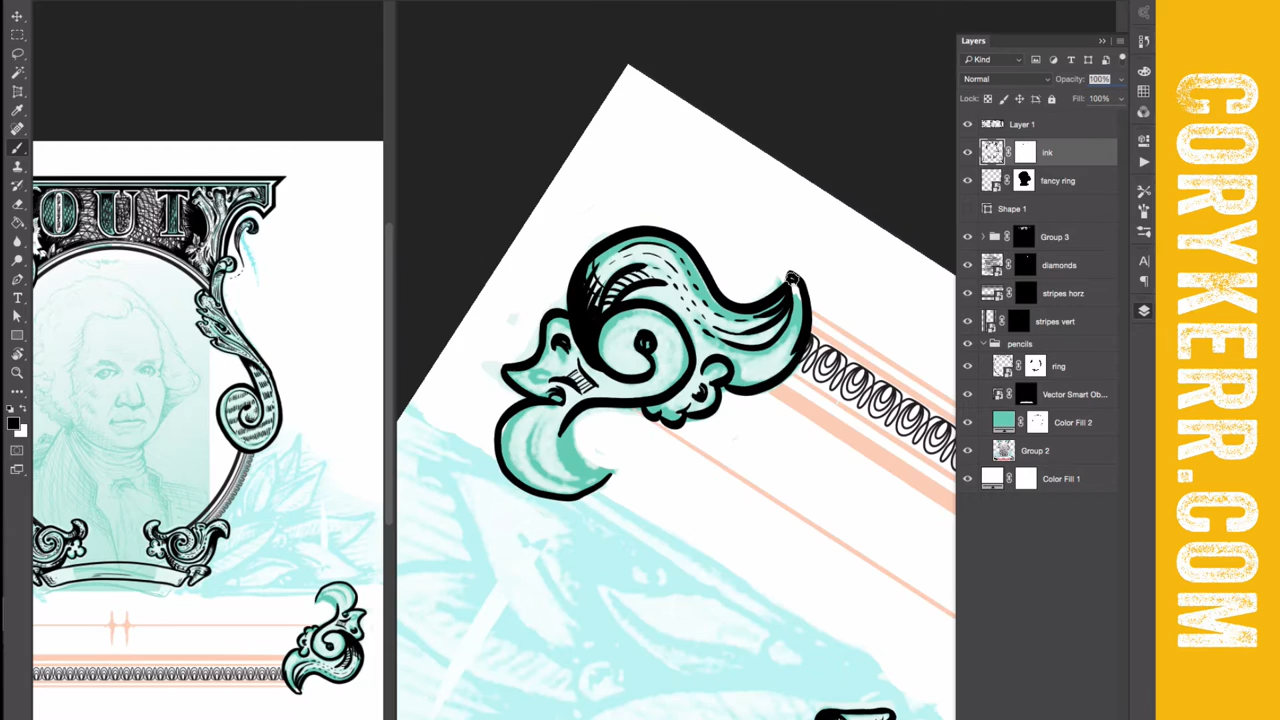 OUT
Layers
Kind
Normal
Opacity: 100%
Lock:
Fill: 100%
Layer 1
ink
fancy ring
Shape 1
Group 3
diamonds
stripes horz
stripes vert
pencils
ring
Vector Smart Ob...
Color Fill 2
Group 2
Color Fill 1
CORYKERR.COM